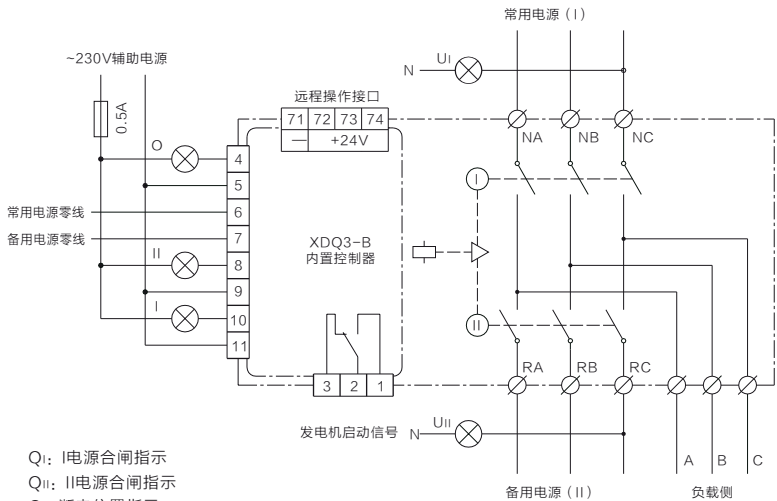 常用电源（I）
~230V辅助电源
N UI
0.5A
远程操作接口
71 72 73 74
— +24V
NA NB NC
O
4
5
常用电源零线 6
备用电源零线 7
II
8
9
I
10
11
XDQ3-B
内置控制器
I
II
3 2 1
RA RB RC
发电机启动信号 N UII
A B C
QI：I电源合闸指示
QII：II电源合闸指示
备用电源（II） 负载侧